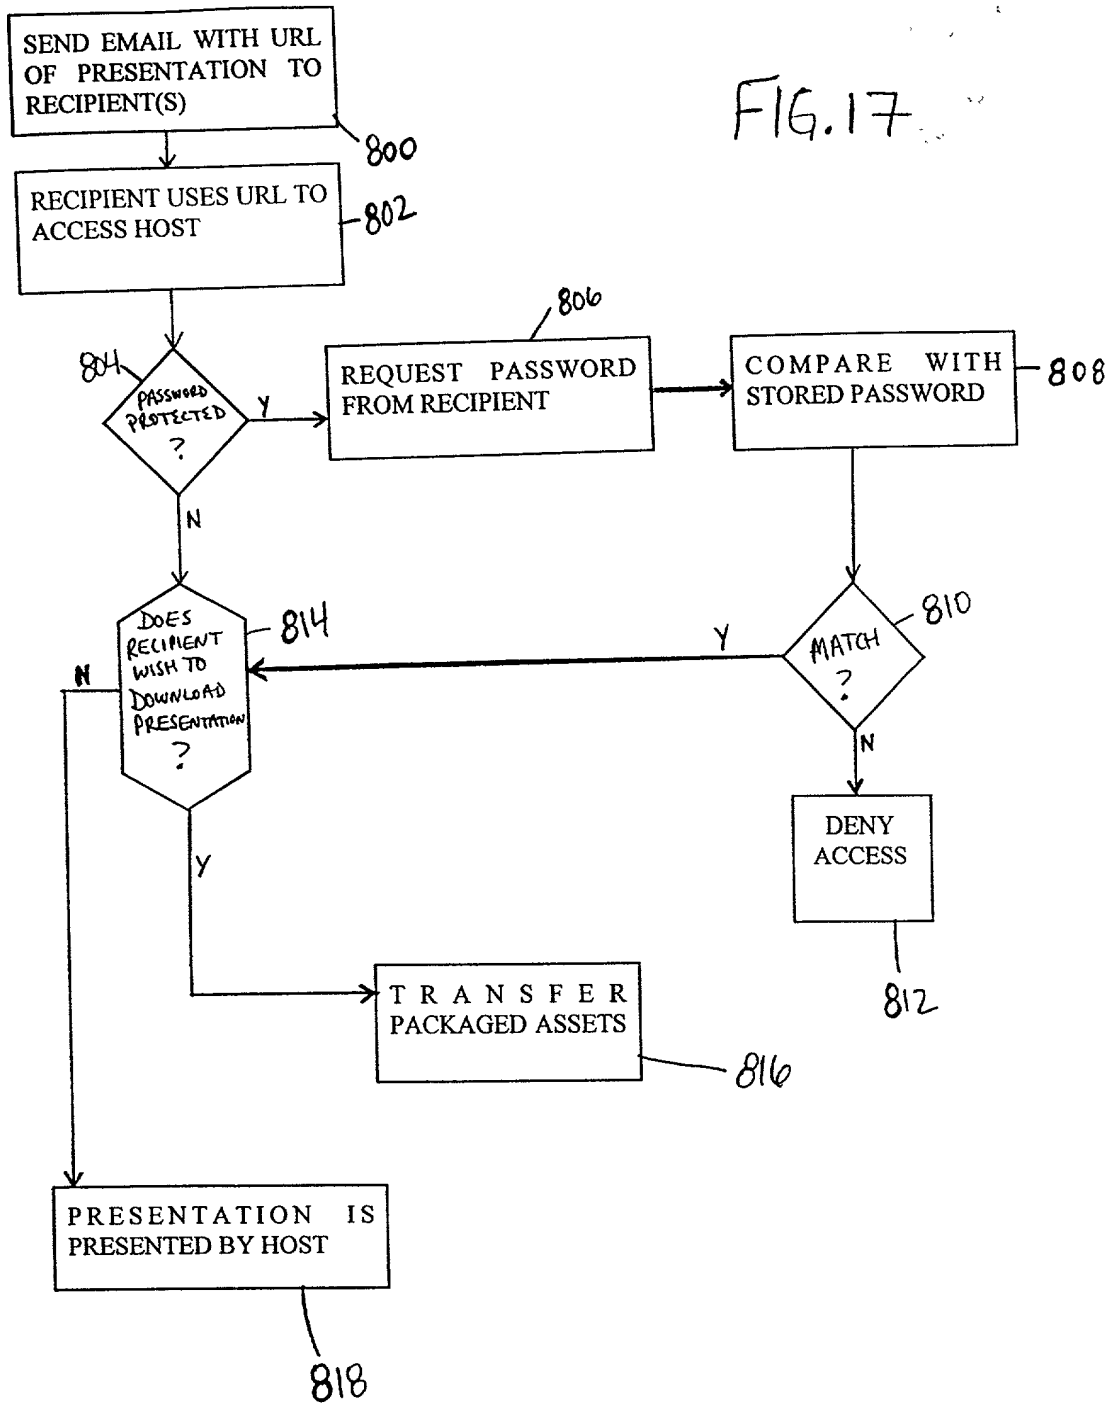 SEND EMAIL WITH URL
OF PRESENTATION TO
RECIPIENT(S)
800
FIG.17
RECIPIENT USES URL TO
ACCESS HOST
802
804
PASSWORD
PROTECTED
?
Y
N
806
REQUEST PASSWORD
FROM RECIPIENT
COMPARE WITH
STORED PASSWORD
808
810
MATCH
?
Y
N
DENY
ACCESS
812
814
DOES
RECIPIENT
WISH TO
DOWNLOAD
PRESENTATION
?
N
Y
TRANSFER
PACKAGED ASSETS
816
PRESENTATION IS
PRESENTED BY HOST
818